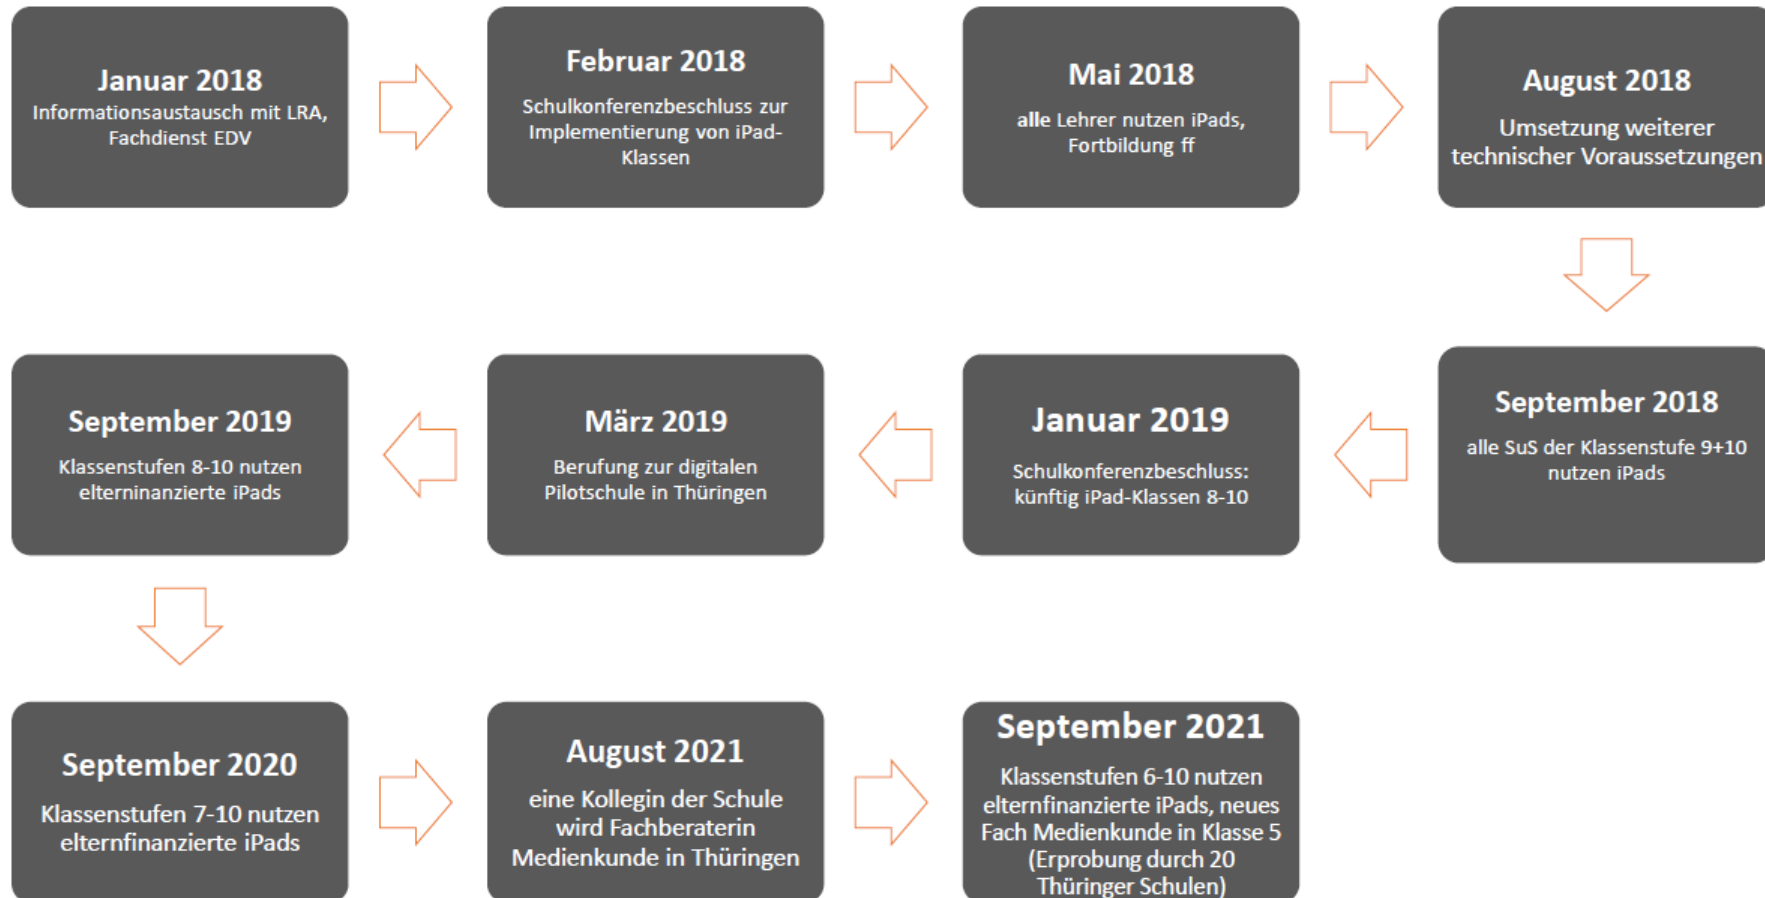 Januar 2018
Informationsaustausch mit LRA,
Fachdienst EDV
Februar 2018
Schulkonferenzbeschluss zur
Implementierung von iPad-
Klassen
Mai 2018
alle Lehrer nutzen iPads,
Fortbildung ff
August 2018
Umsetzung weiterer
technischer Voraussetzungen
September 2018
alle SuS der Klassenstufe 9+10
nutzen iPads
Januar 2019
Schulkonferenzbeschluss:
künftig iPad-Klassen 8-10
März 2019
Berufung zur digitalen
Pilotschule in Thüringen
September 2019
Klassenstufen 8-10 nutzen
elterninanzierte iPads
September 2020
Klassenstufen 7-10 nutzen
elternfinanzierte iPads
August 2021
eine Kollegin der Schule
wird Fachberaterin
Medienkunde in Thüringen
September 2021
Klassenstufen 6-10 nutzen
elternfinanzierte iPads, neues
Fach Medienkunde in Klasse 5
(Erprobung durch 20
Thüringer Schulen)